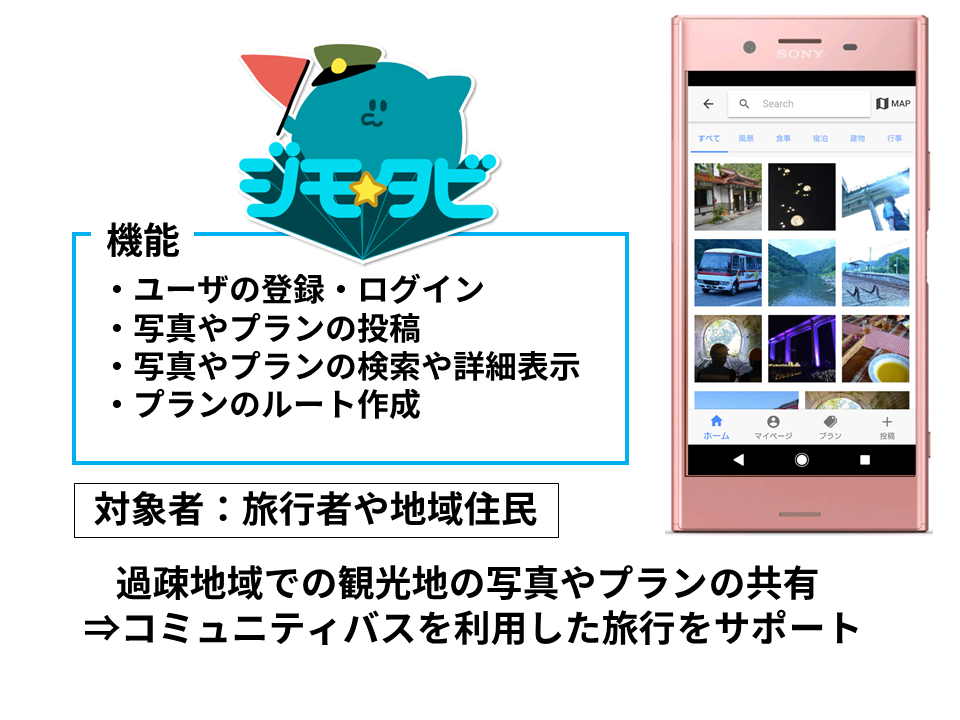 ジモ★タビ
機能
・ユーザの登録・ログイン
・写真やプランの投稿
・写真やプランの検索や詳細表示
・プランのルート作成
対象者：旅行者や地域住民
過疎地域での観光地の写真やプランの共有
⇒コミュニティバスを利用した旅行をサポート
SONY
Search
MAP
すべて 風景 食事 宿泊 建物 行事
ホーム マイページ プラン 投稿